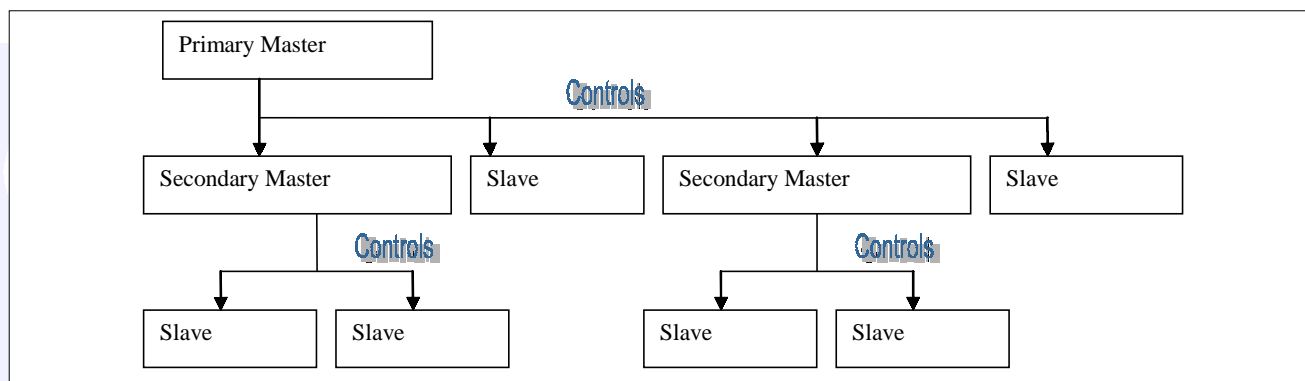 Primary Master
Controls
Secondary Master
Slave
Secondary Master
Slave
Controls
Controls
Slave
Slave
Slave
Slave